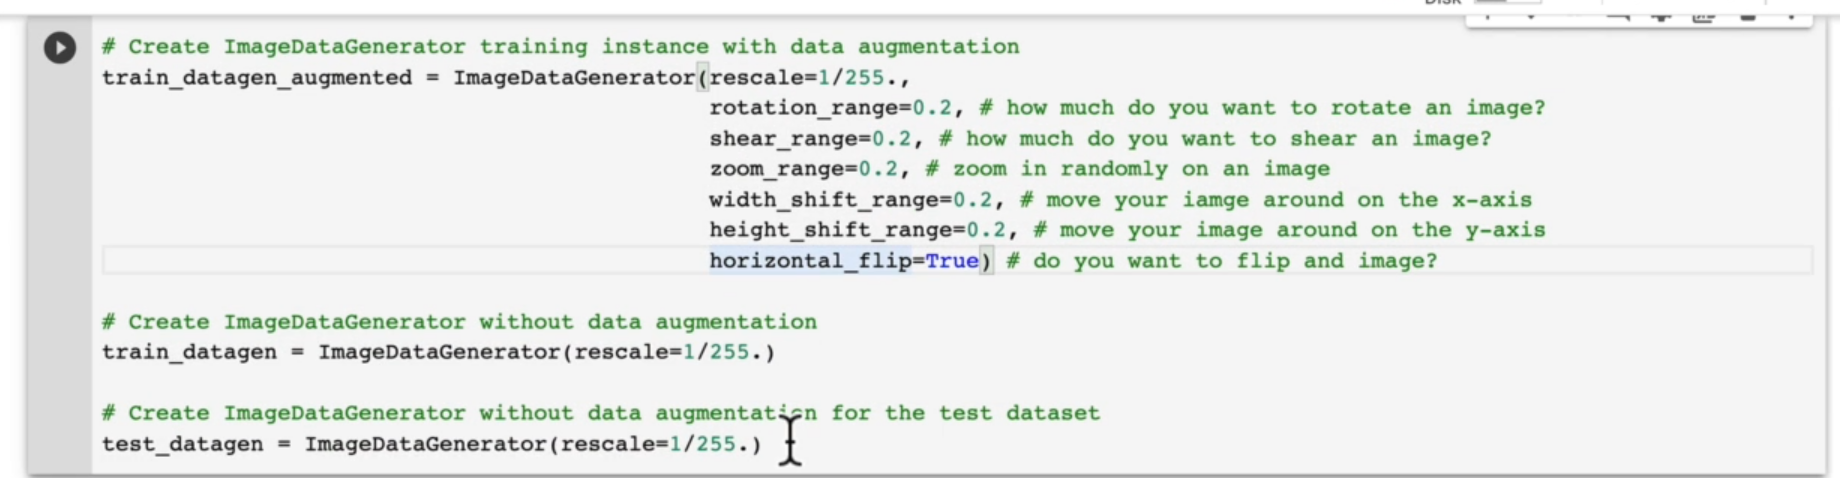 Disk
# Create ImageDataGenerator training instance with data augmentation
train_datagen_augmented = ImageDataGenerator(rescale=1/255.,
rotation_range=0.2, # how much do you want to rotate an image?
shear_range=0.2, # how much do you want to shear an image?
zoom_range=0.2, # zoom in randomly on an image
width_shift_range=0.2, # move your iamge around on the x-axis
height_shift_range=0.2, # move your image around on the y-axis
horizontal_flip=True) # do you want to flip and image?
# Create ImageDataGenerator without data augmentation
train_datagen = ImageDataGenerator(rescale=1/255.)
# Create ImageDataGenerator without data augmentation for the test dataset
test_datagen = ImageDataGenerator(rescale=1/255.)